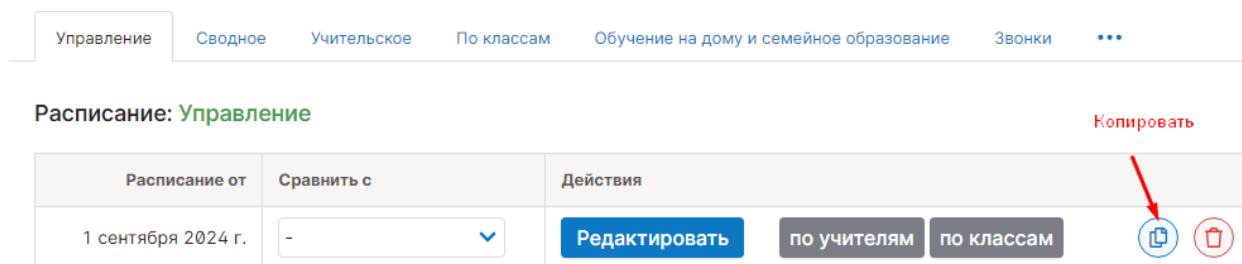 Управление Сводное Учительское По классам Обучение на дому и семейное образование Звонки •••
Расписание: Управление
Копировать
Расписание от Сравнить с Действия
1 сентября 2024 г. - Редактировать по учителям по классам